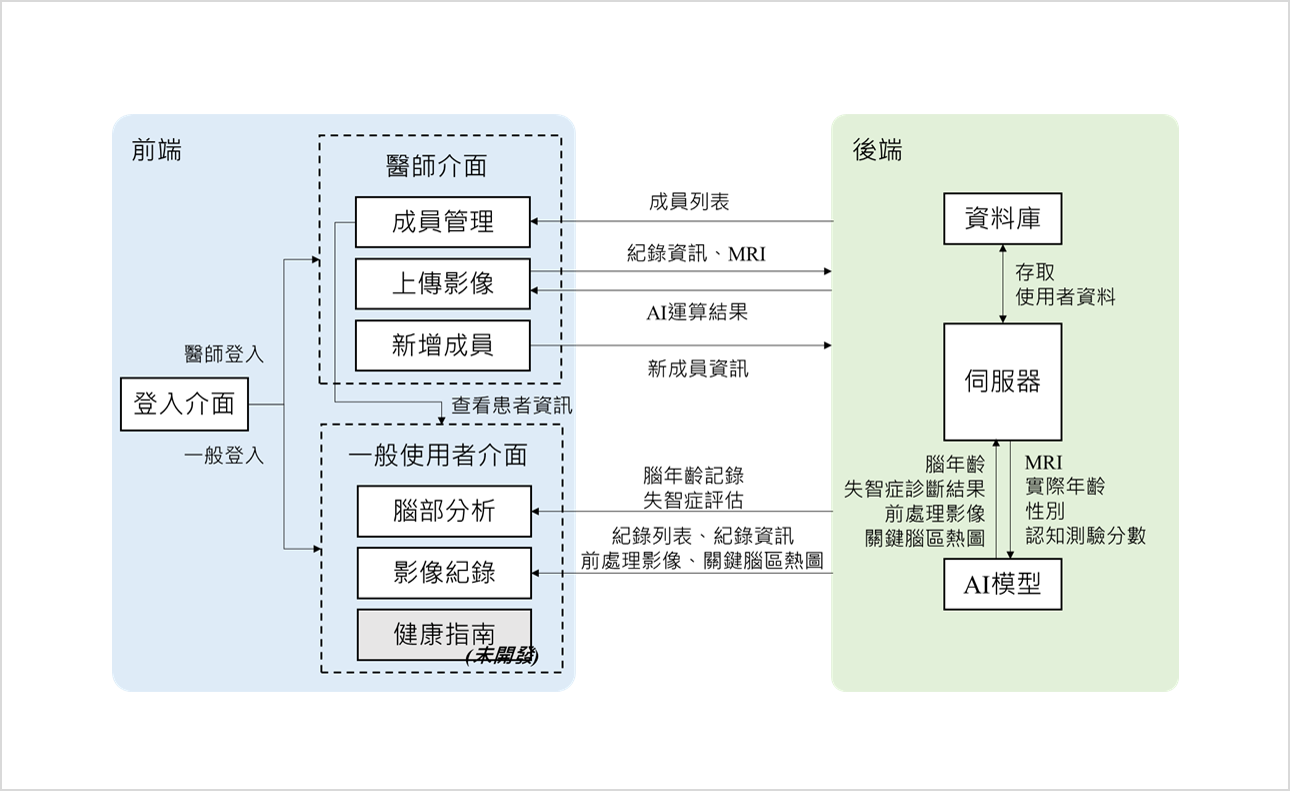 前端
醫師介面
成員管理
上傳影像
新增成員
醫師登入
登入介面
一般登入
查看患者資訊
一般使用者介面
腦部分析
影像紀錄
健康指南
(未開發)
成員列表
紀錄資訊、MRI
AI運算結果
新成員資訊
腦年齡記錄
失智症評估
紀錄列表、紀錄資訊
前處理影像、關鍵腦區熱圖
後端
資料庫
存取
使用者資料
伺服器
腦年齡
失智症診斷結果
前處理影像
關鍵腦區熱圖
MRI
實際年齡
性別
認知測驗分數
AI模型